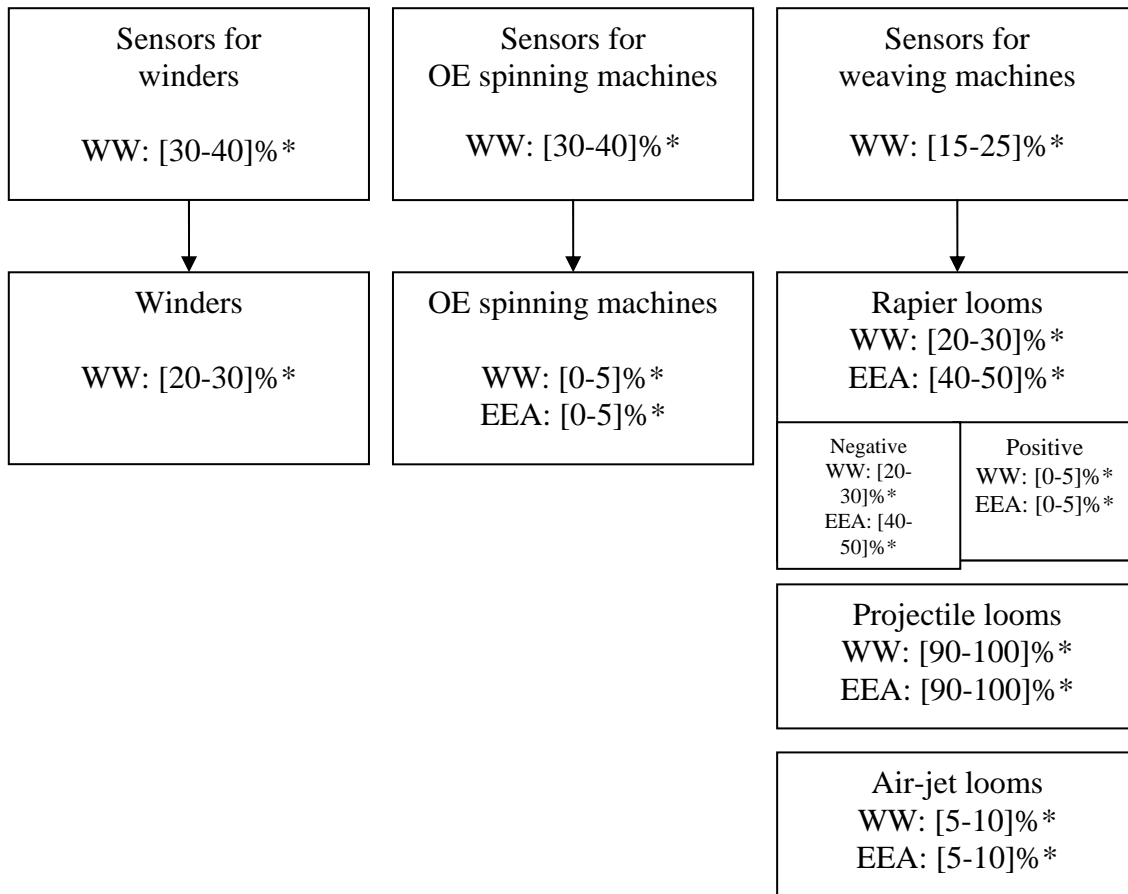 Sensors for
winders
WW: [30-40]%*
Sensors for
OE spinning machines
WW: [30-40]%*
Sensors for
weaving machines
WW: [15-25]%*
Winders
WW: [20-30]%*
OE spinning machines
WW: [0-5]%*
EEA: [0-5]%*
Rapier looms
WW: [20-30]%*
EEA: [40-50]%*
Negative
WW: [20-
30]%*
EEA: [40-
50]%*
Positive
WW: [0-5]%*
EEA: [0-5]%*
Projectile looms
WW: [90-100]%*
EEA: [90-100]%*
Air-jet looms
WW: [5-10]%*
EEA: [5-10]%*